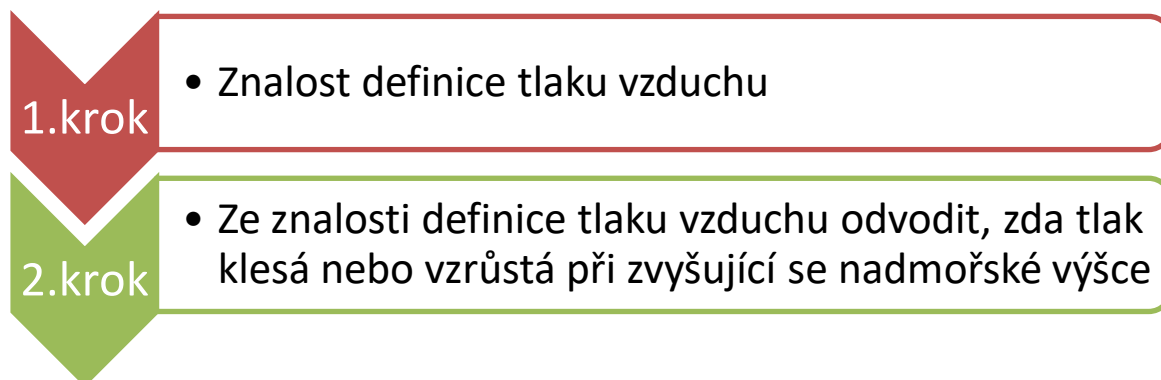 1.krok
• Znalost definice tlaku vzduchu
2.krok
• Ze znalosti definice tlaku vzduchu odvodit, zda tlak
klesá nebo vzrůstá při zvyšující se nadmořské výšce